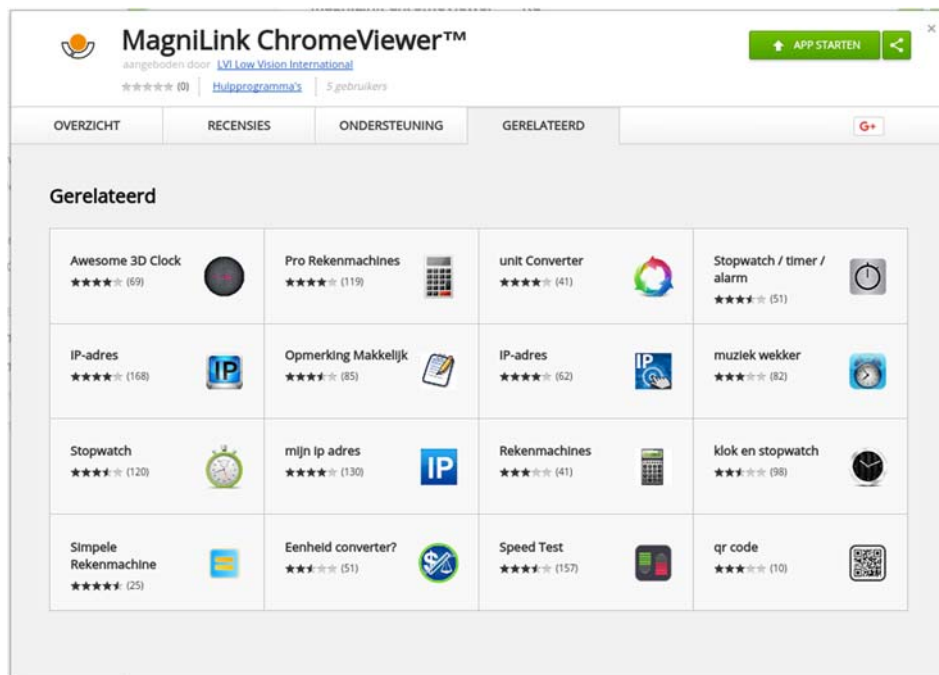 MagniLink ChromeViewer™
aangeboden door LVI Low Vision International
(0) Hulpprogramma's 5 gebruikers
APP STARTEN
OVERZICHT RECENSIES ONDERSTEUNING GERELATEERD G+
Gerelateerd
Awesome 3D Clock
(69)
Pro Rekenmachines
(119)
unit Converter
(41)
Stopwatch / timer /
alarm
(51)
IP-adres
(168)
IP
Opmerking Makkelijk
(85)
IP-adres
(62)
IP
muziek wekker
(82)
Stopwatch
(120)
mijn ip adres
(130)
IP
Rekenmachines
(41)
klok en stopwatch
(98)
Simpele
Rekenmachine
(25)
Eenheid converter?
(51)
$
Speed Test
(157)
qr code
(10)